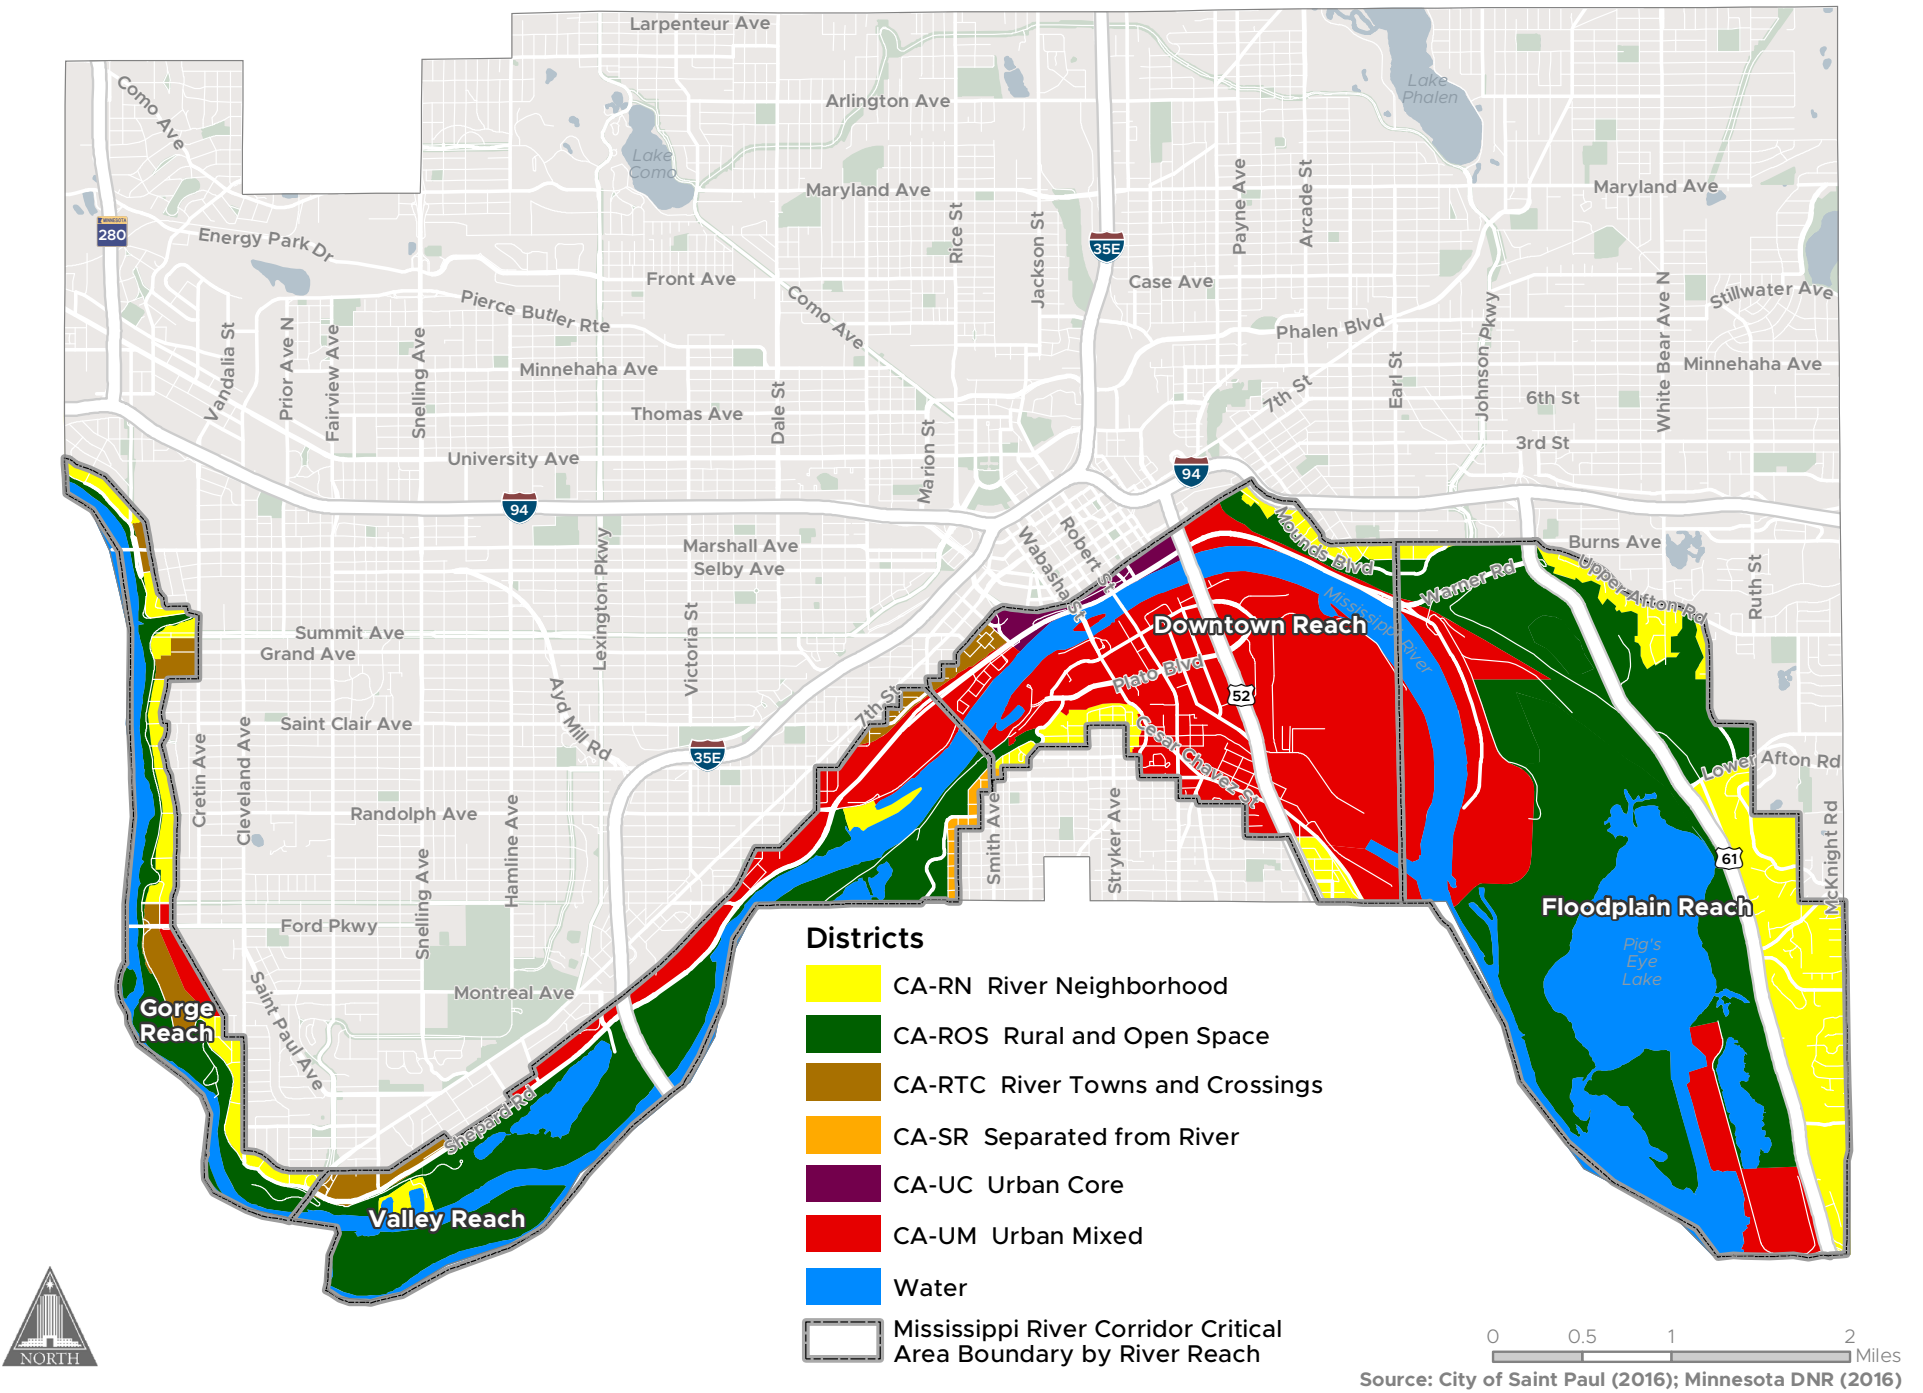 Larpenteur Ave
Como Ave
Arlington Ave
Lake
Phalen
Lake
Como
Maryland Ave
Maryland Ave
Payne Ave
Arcade St
Rice St
Jackson St
MINNESOTA
280
Energy Park Dr
35E
Front Ave
Case Ave
Como Ave
Stillwater Ave
Pierce Butler Rte
Phalen Blvd
Johnson Pkwy
White Bear Ave N
Vandalia St
Prior Ave N
Fairview Ave
Snelling Ave
Minnehaha Ave
Minnehaha Ave
Earl St
7th St
6th St
Dale St
Thomas Ave
3rd St
Marion St
University Ave
94
94
Robert St
Wabasha St
Mounds Blvd
Burns Ave
Lexington Pkwy
Marshall Ave
Selby Ave
Warner Rd
Upper Afton Rd
Ruth St
Mississippi River
Victoria St
Summit Ave
Grand Ave
Downtown Reach
Plato Blvd
52
Ayd Mill Rd
7th St
Saint Clair Ave
Cesar Chavez St
Cretin Ave
Cleveland Ave
35E
Lower Afton Rd
Randolph Ave
Hamline Ave
Smith Ave
Stryker Ave
McKnight Rd
61
Snelling Ave
Ford Pkwy
Floodplain Reach
Pig's
Eye
Lake
Saint Paul Ave
Montreal Ave
Gorge
Reach
Shepard Rd
Valley Reach
Districts
CA-RN River Neighborhood
CA-ROS Rural and Open Space
CA-RTC River Towns and Crossings
CA-SR Separated from River
CA-UC Urban Core
CA-UM Urban Mixed
Water
Mississippi River Corridor Critical
Area Boundary by River Reach
NORTH
0 0.5 1 2
Miles
Source: City of Saint Paul (2016); Minnesota DNR (2016)